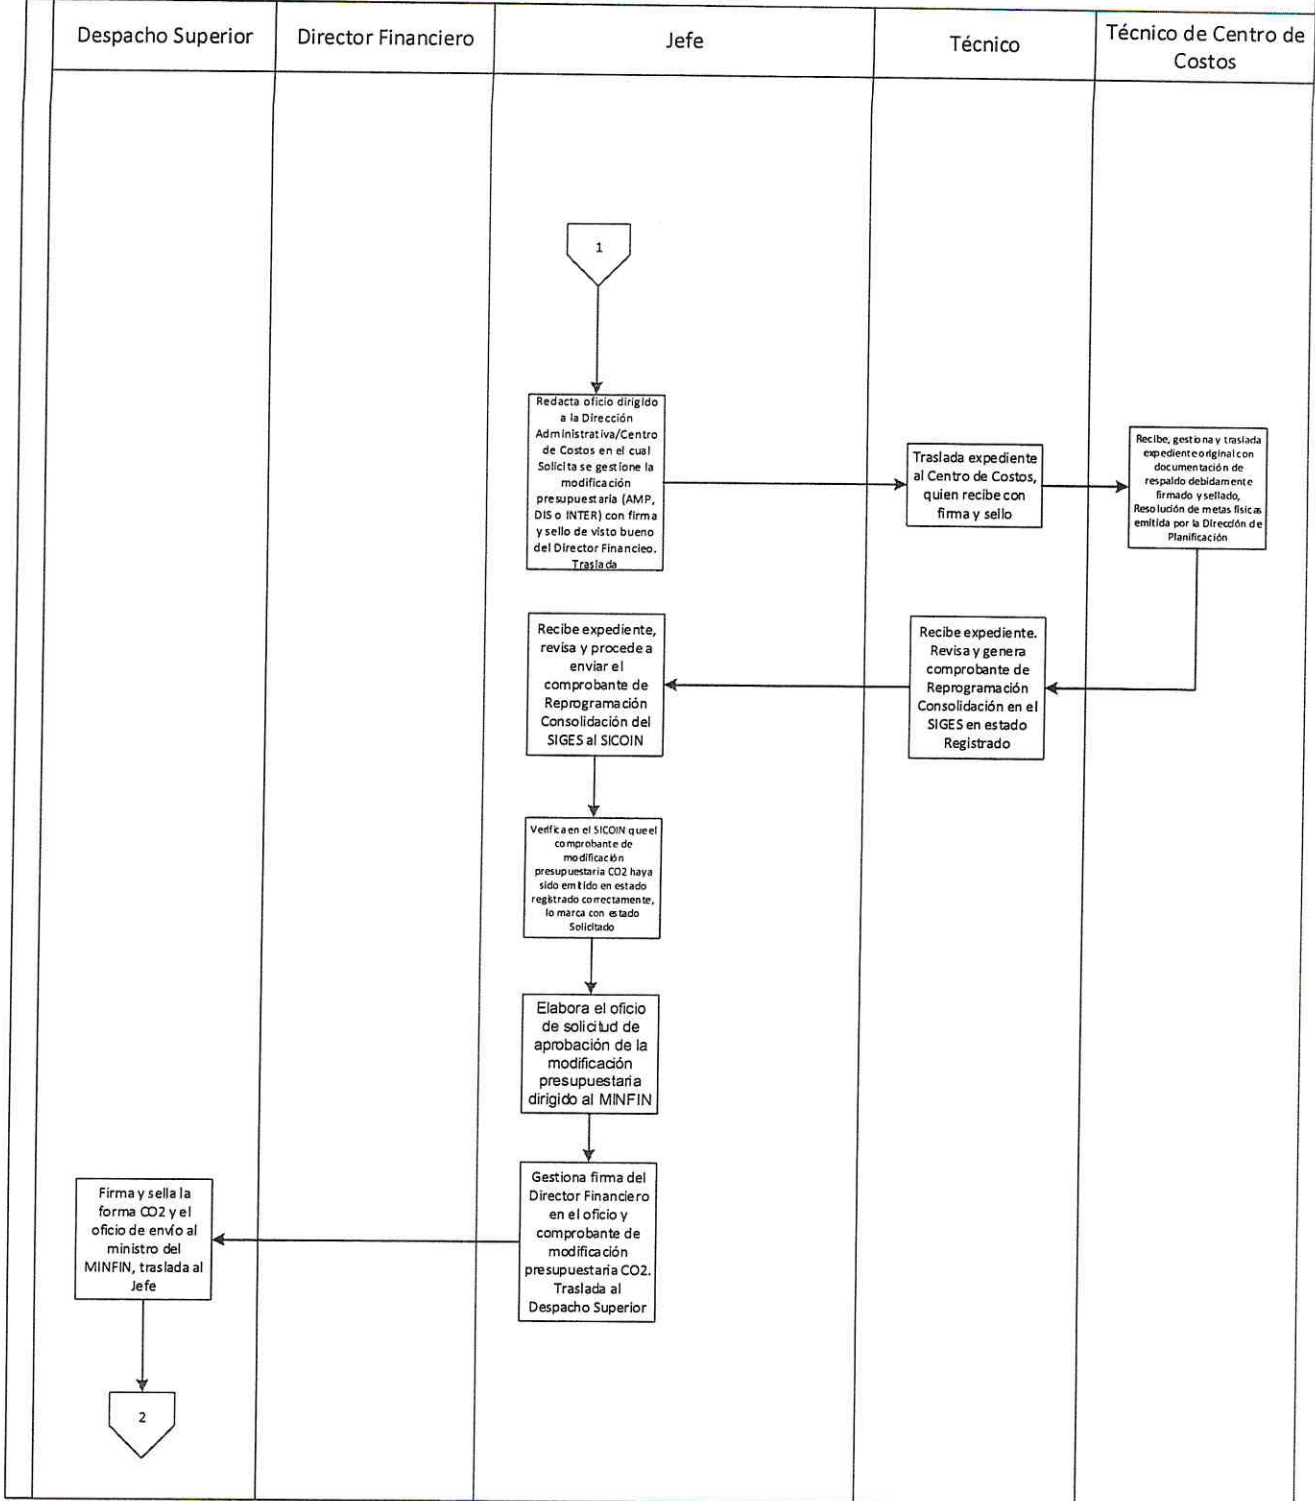 Despacho Superior
Director Financiero
Jefe
Técnico
Técnico de Centro de
Costos
1
Redacta oficio dirigido
a la Dirección
Administrativa/Centro
de Costos en el cual
Solicita se gestione la
modificación
presupuestaria (AMP,
DIS o INTER) con firma
y sello de visto bueno
del Director Financieo.
Traslada
Traslada expediente
al Centro de Costos,
quien recibe con
firma y sello
Recibe, gestiona y traslada
expediente original con
documentación de
respaldo debidamente
firmado y sellado,
Resolución de metas físicas
emitida por la Dirección de
Planificación
Recibe expediente.
Revisa y genera
comprobante de
Reprogramación
Consolidación en el
SIGES en estado
Registrado
Recibe expediente,
revisa y procede a
enviar el
comprobante de
Reprogramación
Consolidación del
SIGES al SICOIN
Verifica en el SICOIN que el
comprobante de
modificación
presupuestaria CO2 haya
sido emitido en estado
registrado correctamente,
lo marca con estado
Solicitado
Elabora el oficio
de solicitud de
aprobación de la
modificación
presupuestaria
dirigido al MINFIN
Gestiona firma del
Director Financiero
en el oficio y
comprobante de
modificación
presupuestaria CO2.
Traslada al
Despacho Superior
Firma y sella la
forma CO2 y el
oficio de envío al
ministro del
MINFIN, traslada al
Jefe
2